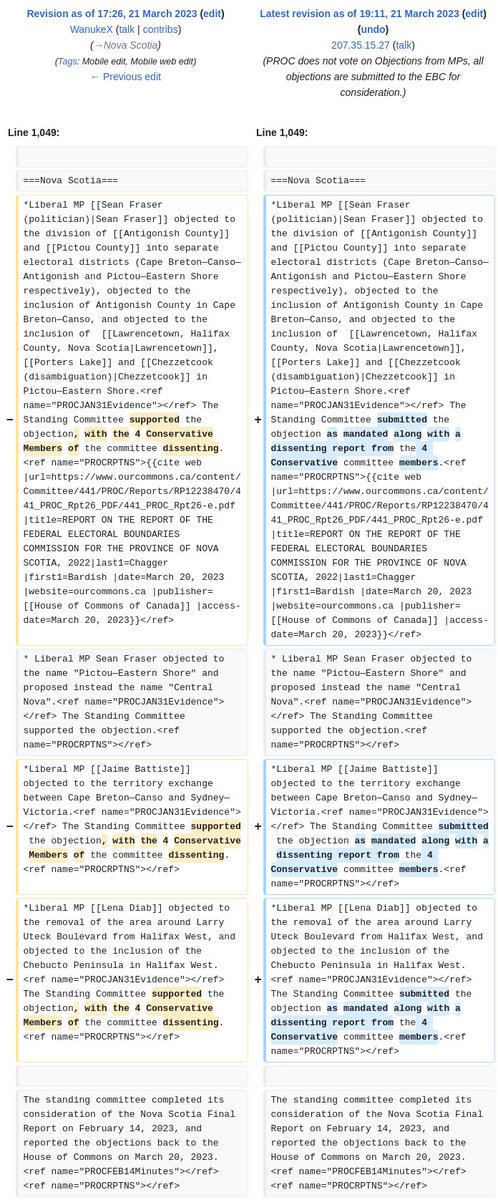 Revision as of 17:26, 21 March 2023 (edit)
WanukeX (talk | contribs)
(→Nova Scotia)
(Tags: Mobile edit, Mobile web edit)
← Previous edit
Latest revision as of 19:11, 21 March 2023 (edit)
(undo)
207.35.15.27 (talk)
(PROC does not vote on Objections from MPs, all
objections are submitted to the EBC for
consideration.)
Line 1,049:
Line 1,049:
===Nova Scotia===
===Nova Scotia===
−
*Liberal MP [[Sean Fraser
(politician)|Sean Fraser]] objected to
the division of [[Antigonish County]]
and [[Pictou County]] into separate
electoral districts (Cape Breton—Canso—
Antigonish and Pictou—Eastern Shore
respectively), objected to the
inclusion of Antigonish County in Cape
Breton—Canso, and objected to the
inclusion of  [[Lawrencetown, Halifax
County, Nova Scotia|Lawrencetown]],
[[Porters Lake]] and [[Chezzetcook
(disambiguation)|Chezzetcook]] in
Pictou—Eastern Shore.<ref
name="PROCJAN31Evidence"></ref> The
Standing Committee supported the
objection, with the 4 Conservative
Members of the committee dissenting.
<ref name="PROCRPTNS">{{cite web
|url=https://www.ourcommons.ca/content/
Committee/441/PROC/Reports/RP12238470/4
41_PROC_Rpt26_PDF/441_PROC_Rpt26-e.pdf
|title=REPORT ON THE REPORT OF THE
FEDERAL ELECTORAL BOUNDARIES
COMMISSION FOR THE PROVINCE OF NOVA
SCOTIA, 2022|last1=Chagger
|first1=Bardish |date=March 20, 2023
|website=ourcommons.ca |publisher=
[[House of Commons of Canada]] |access-
date=March 20, 2023}}</ref>
+
*Liberal MP [[Sean Fraser
(politician)|Sean Fraser]] objected to
the division of [[Antigonish County]]
and [[Pictou County]] into separate
electoral districts (Cape Breton—Canso—
Antigonish and Pictou—Eastern Shore
respectively), objected to the
inclusion of Antigonish County in Cape
Breton—Canso, and objected to the
inclusion of  [[Lawrencetown, Halifax
County, Nova Scotia|Lawrencetown]],
[[Porters Lake]] and [[Chezzetcook
(disambiguation)|Chezzetcook]] in
Pictou—Eastern Shore.<ref
name="PROCJAN31Evidence"></ref> The
Standing Committee submitted the
objection as mandated along with a
dissenting report from the 4
Conservative committee members.<ref
name="PROCRPTNS">{{cite web
|url=https://www.ourcommons.ca/content/
Committee/441/PROC/Reports/RP12238470/4
41_PROC_Rpt26_PDF/441_PROC_Rpt26-e.pdf
|title=REPORT ON THE REPORT OF THE
FEDERAL ELECTORAL BOUNDARIES
COMMISSION FOR THE PROVINCE OF NOVA
SCOTIA, 2022|last1=Chagger
|first1=Bardish |date=March 20, 2023
|website=ourcommons.ca |publisher=
[[House of Commons of Canada]] |access-
date=March 20, 2023}}</ref>
* Liberal MP Sean Fraser objected to
the name "Pictou—Eastern Shore" and
proposed instead the name "Central
Nova".<ref name="PROCJAN31Evidence">
</ref> The Standing Committee
supported the objection.<ref
name="PROCRPTNS"></ref>
* Liberal MP Sean Fraser objected to
the name "Pictou—Eastern Shore" and
proposed instead the name "Central
Nova".<ref name="PROCJAN31Evidence">
</ref> The Standing Committee
supported the objection.<ref
name="PROCRPTNS"></ref>
−
*Liberal MP [[Jaime Battiste]]
objected to the territory exchange
between Cape Breton—Canso and Sydney—
Victoria.<ref name="PROCJAN31Evidence">
</ref> The Standing Committee supported
the objection, with the 4 Conservative
Members of the committee dissenting.
<ref name="PROCRPTNS"></ref>
+
*Liberal MP [[Jaime Battiste]]
objected to the territory exchange
between Cape Breton—Canso and Sydney—
Victoria.<ref name="PROCJAN31Evidence">
</ref> The Standing Committee submitted
the objection as mandated along with a
dissenting report from the 4
Conservative committee members.<ref
name="PROCRPTNS"></ref>
−
*Liberal MP [[Lena Diab]] objected to
the removal of the area around Larry
Uteck Boulevard from Halifax West, and
objected to the inclusion of the
Chebucto Peninsula in Halifax West.
<ref name="PROCJAN31Evidence"></ref>
The Standing Committee supported the
objection, with the 4 Conservative
Members of the committee dissenting.
<ref name="PROCRPTNS"></ref>
+
*Liberal MP [[Lena Diab]] objected to
the removal of the area around Larry
Uteck Boulevard from Halifax West, and
objected to the inclusion of the
Chebucto Peninsula in Halifax West.
<ref name="PROCJAN31Evidence"></ref>
The Standing Committee submitted the
objection as mandated along with a
dissenting report from the 4
Conservative committee members.<ref
name="PROCRPTNS"></ref>
The standing committee completed its
consideration of the Nova Scotia Final
Report on February 14, 2023, and
reported the objections back to the
House of Commons on March 20, 2023.
<ref name="PROCFEB14Minutes"></ref>
<ref name="PROCRPTNS"></ref>
The standing committee completed its
consideration of the Nova Scotia Final
Report on February 14, 2023, and
reported the objections back to the
House of Commons on March 20, 2023.
<ref name="PROCFEB14Minutes"></ref>
<ref name="PROCRPTNS"></ref>